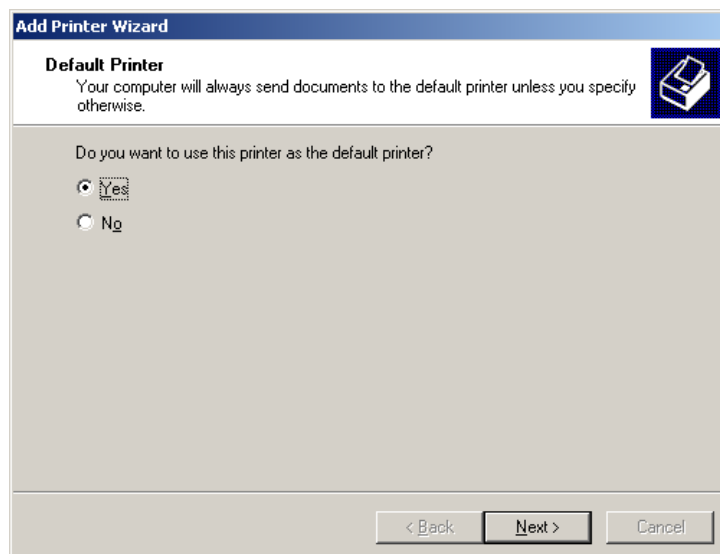 Add Printer Wizard
Default Printer
Your computer will always send documents to the default printer unless you specify
otherwise.
Do you want to use this printer as the default printer?
Yes
No
< Back Next > Cancel